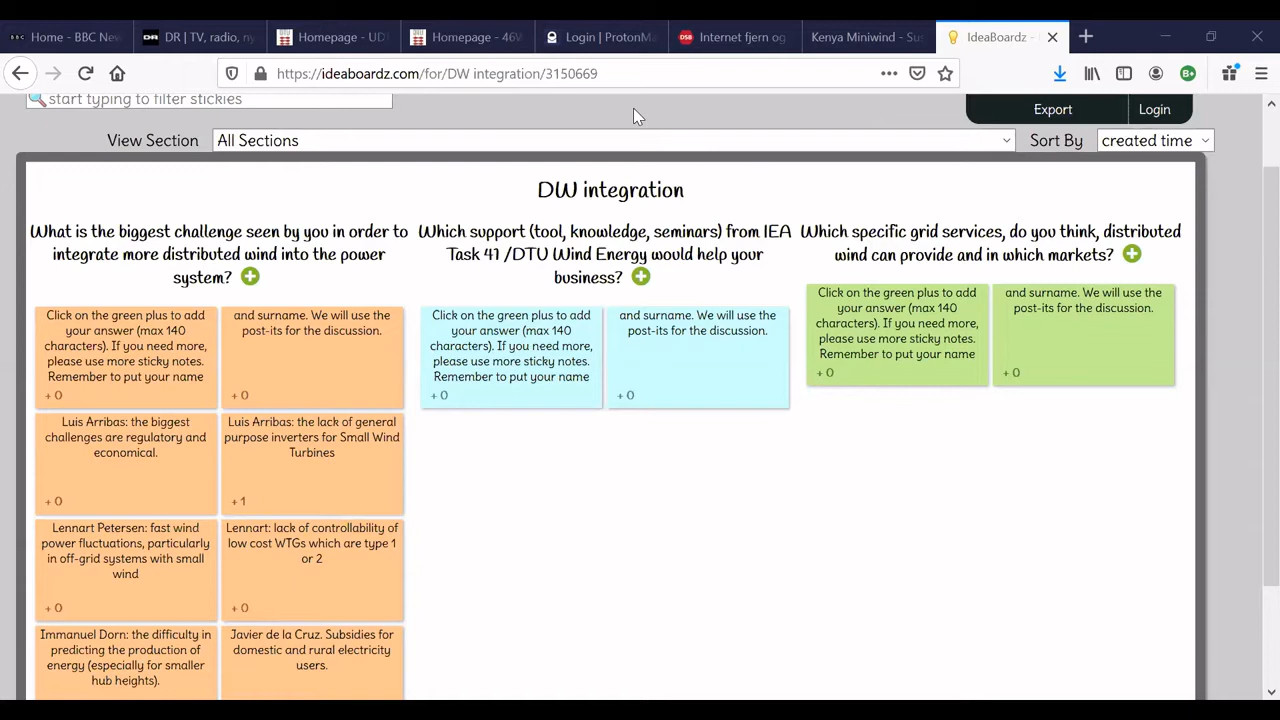 Home - BBC New
DR | TV, radio, ny
Homepage - UDT
Homepage - 46V
Login | ProtonMa
Internet fjern og
Kenya Miniwind - Sus
IdeaBoardz -
https://ideaboardz.com/for/DW integration/3150669
start typing to filter stickies
Export
Login
View Section
All Sections
Sort By
created time
DW integration
What is the biggest challenge seen by you in order to
integrate more distributed wind into the power
system?
Click on the green plus to add
your answer (max 140
characters). If you need more,
please use more sticky notes.
Remember to put your name
+ 0
and surname. We will use the
post-its for the discussion.
+ 0
Luis Arribas: the biggest
challenges are regulatory and
economical.
+ 0
Luis Arribas: the lack of general
purpose inverters for Small Wind
Turbines
+ 1
Lennart Petersen: fast wind
power fluctuations, particularly
in off-grid systems with small
wind
+ 0
Lennart: lack of controllability of
low cost WTGs which are type 1
or 2
+ 0
Immanuel Dorn: the difficulty in
predicting the production of
energy (especially for smaller
hub heights).
Javier de la Cruz. Subsidies for
domestic and rural electricity
users.
Which support (tool, knowledge, seminars) from IEA
Task 41 /DTU Wind Energy would help your
business?
Click on the green plus to add
your answer (max 140
characters). If you need more,
please use more sticky notes.
Remember to put your name
+ 0
and surname. We will use the
post-its for the discussion.
+ 0
Which specific grid services, do you think, distributed
wind can provide and in which markets?
Click on the green plus to add
your answer (max 140
characters). If you need more,
please use more sticky notes.
Remember to put your name
+ 0
and surname. We will use the
post-its for the discussion.
+ 0